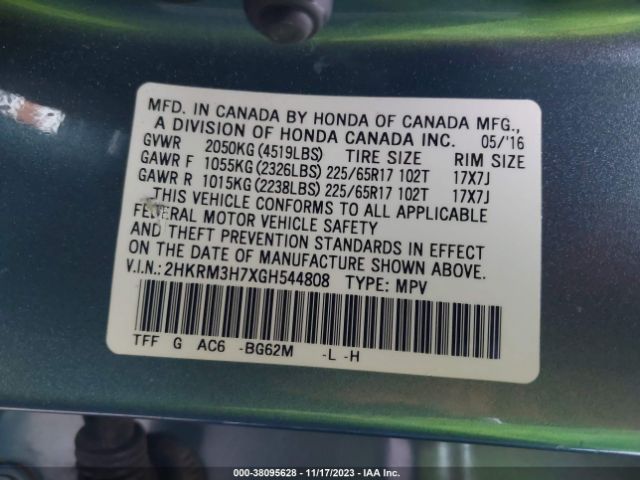 MFD. IN CANADA BY HONDA OF CANADA MFG.,
A DIVISION OF HONDA CANADA INC. 05/'16
GVWR 2050KG (4519LBS) TIRE SIZE RIM SIZE
GAWR F 1055KG (2326LBS) 225/65R17 102T 17X7J
GAWR R 1015KG (2238LBS) 225/65R17 102T 17X7J
THIS VEHICLE CONFORMS TO ALL APPLICABLE
FEDERAL MOTOR VEHICLE SAFETY
AND THEFT PREVENTION STANDARDS IN EFFECT
ON THE DATE OF MANUFACTURE SHOWN ABOVE.
V.I.N.: 2HKRM3H7XGH544808 TYPE: MPV
TFF G AC6 -BG62M -L -H
000-38095628 - 11/17/2023 - IAA Inc.